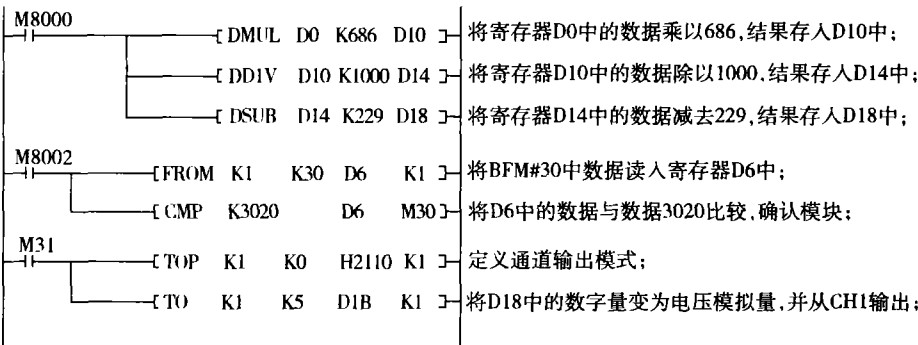 M8000
DMUL D0 K686 D10 将寄存器D0中的数据乘以686,结果存入D10中;
DD1V D10 K1000 D14 将寄存器D10中的数据除以1000,结果存入D14中;
DSUB D14 K229 D18 将寄存器D14中的数据减去229,结果存入D18中;
M8002
FROM K1 K30 D6 K1 将BFM#30中数据读入寄存器D6中;
CMP K3020 D6 M30 将D6中的数据与数据3020比较,确认模块;
M31
TOP K1 K0 H2110 K1 定义通道输出模式;
TO K1 K5 D1B K1 将D18中的数字量变为电压模拟量,并从CH1输出;